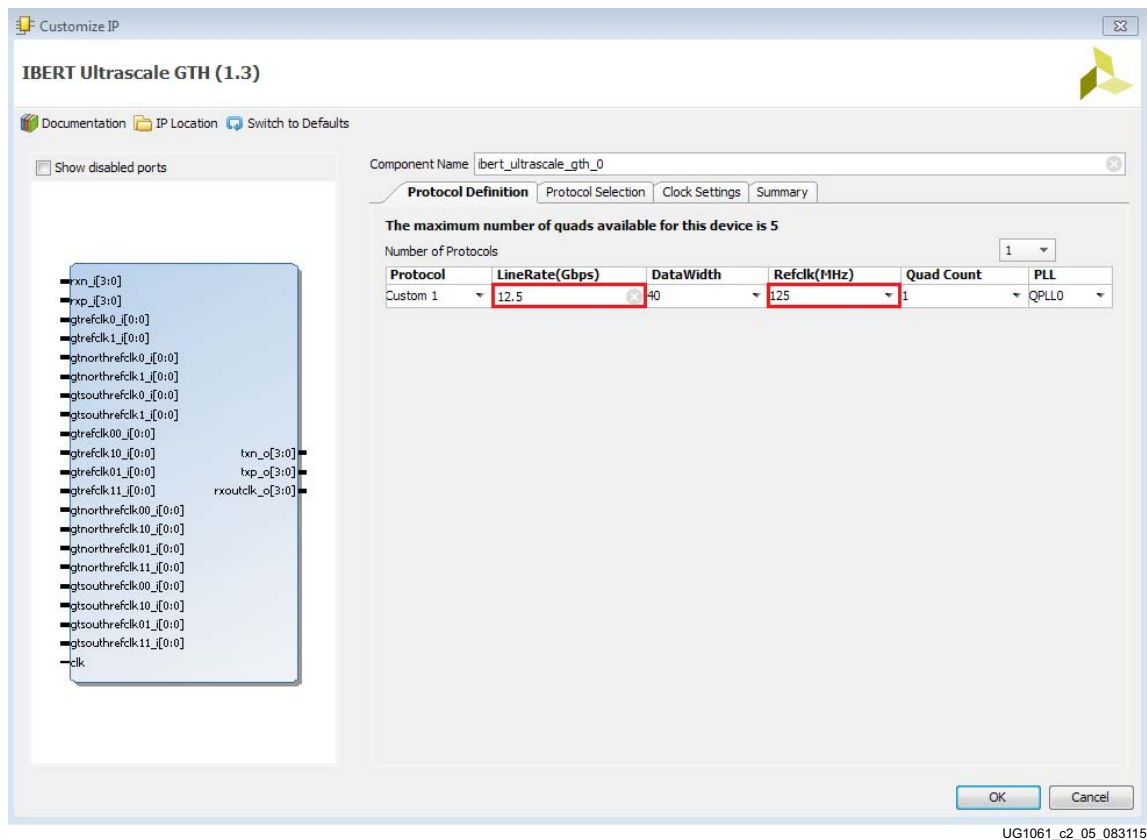 Customize IP
IBERT Ultrascale GTH (1.3)
Documentation IP Location Switch to Defaults
Show disabled ports
Component Name ibert_ultrascale_gth_0
Protocol Definition Protocol Selection Clock Settings Summary
The maximum number of quads available for this device is 5
Number of Protocols 1
Protocol LineRate(Gbps) DataWidth Refclk(MHz) Quad Count PLL
Custom 1 12.5 40 125 1 QPLL0
rxn_i[3:0]
rxp_i[3:0]
gtrefclk0_i[0:0]
gtrefclk1_i[0:0]
gtnorthrefclk0_i[0:0]
gtnorthrefclk1_i[0:0]
gtsouthrefclk0_i[0:0]
gtsouthrefclk1_i[0:0]
gtrefclk00_i[0:0]
gtrefclk10_i[0:0] txn_o[3:0]
gtrefclk01_i[0:0] txp_o[3:0]
gtrefclk11_i[0:0] rxoutclk_o[3:0]
gtnorthrefclk00_i[0:0]
gtnorthrefclk10_i[0:0]
gtnorthrefclk01_i[0:0]
gtnorthrefclk11_i[0:0]
gtsouthrefclk00_i[0:0]
gtsouthrefclk10_i[0:0]
gtsouthrefclk01_i[0:0]
gtsouthrefclk11_i[0:0]
clk
OK Cancel
UG1061_c2_05_083115